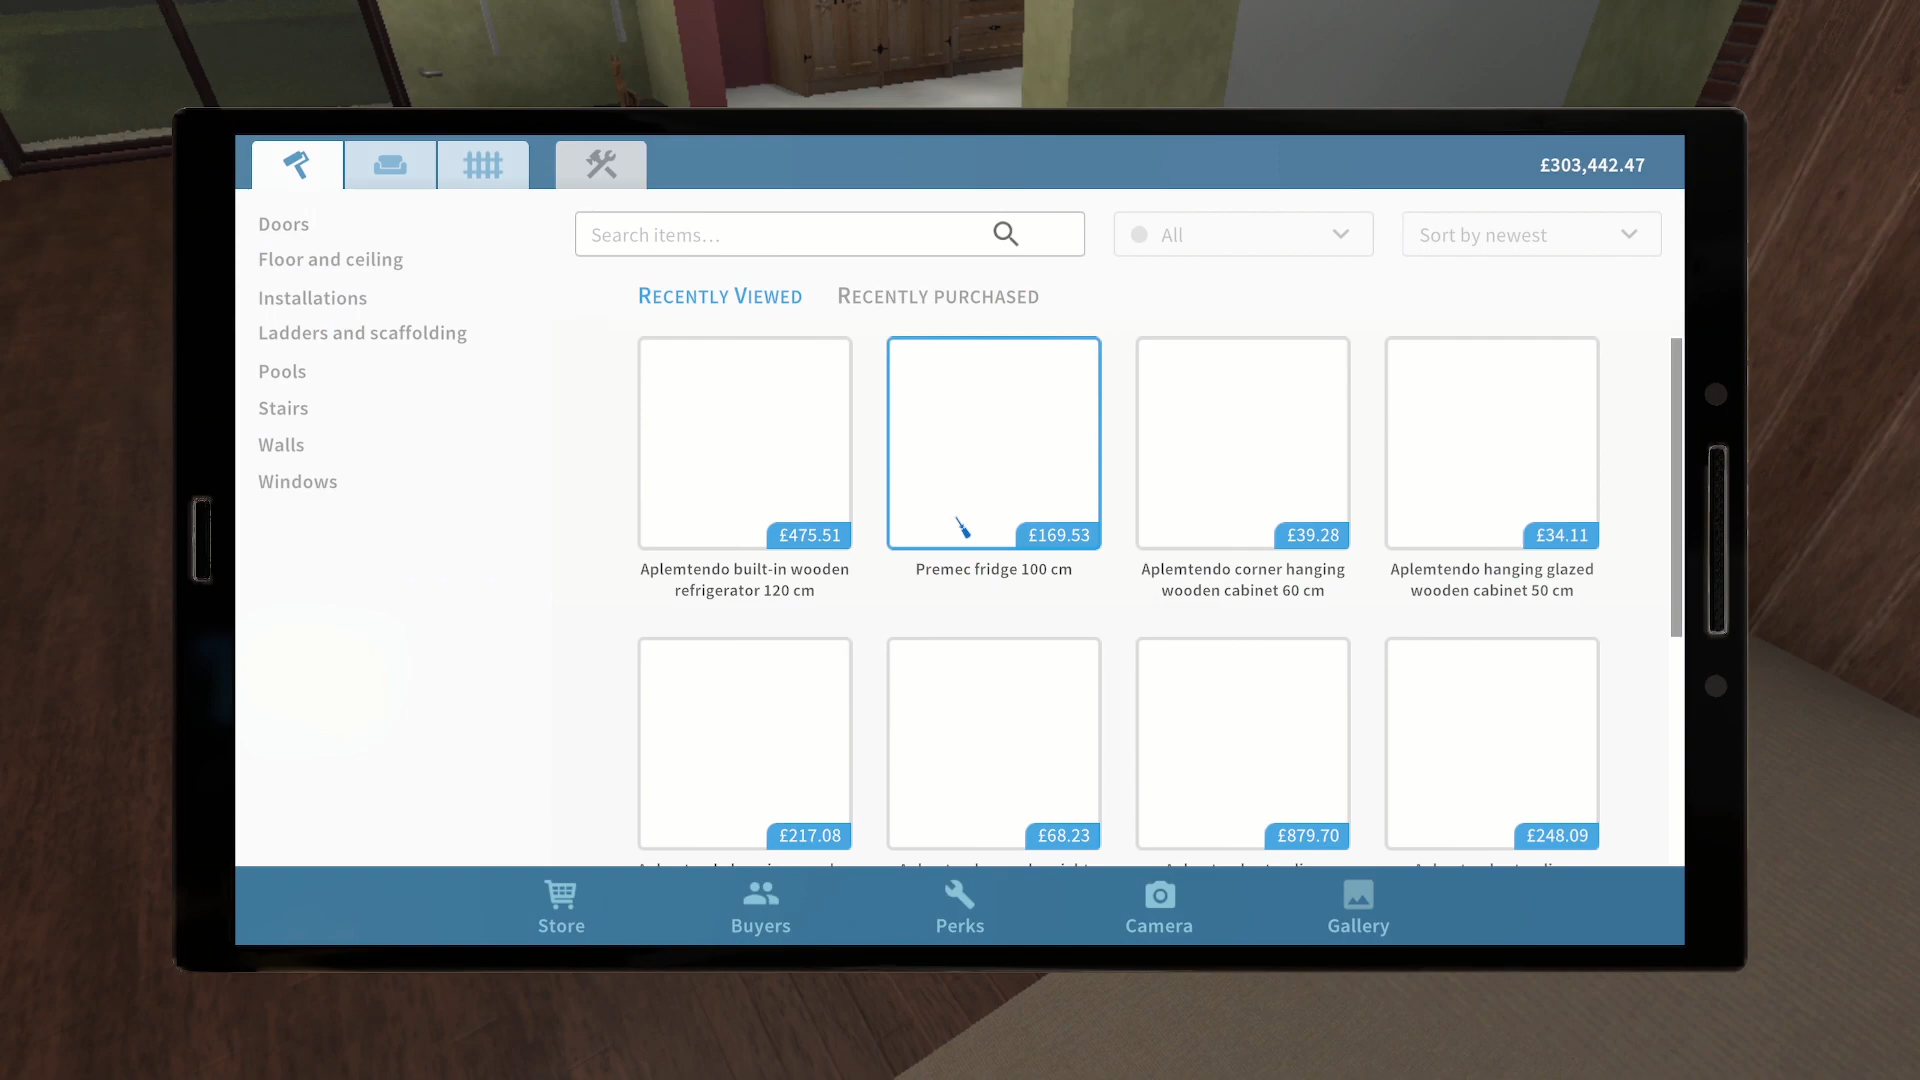 £303,442.47
Doors
Floor and ceiling
Installations
Ladders and scaffolding
Pools
Stairs
Walls
Windows
Search items...
All
Sort by newest
RECENTLY VIEWED
RECENTLY PURCHASED
£475.51
Aplemtendo built-in wooden
refrigerator 120 cm
£169.53
Premec fridge 100 cm
£39.28
Aplemtendo corner hanging
wooden cabinet 60 cm
£34.11
Aplemtendo hanging glazed
wooden cabinet 50 cm
£217.08
£68.23
£879.70
£248.09
Store
Buyers
Perks
Camera
Gallery